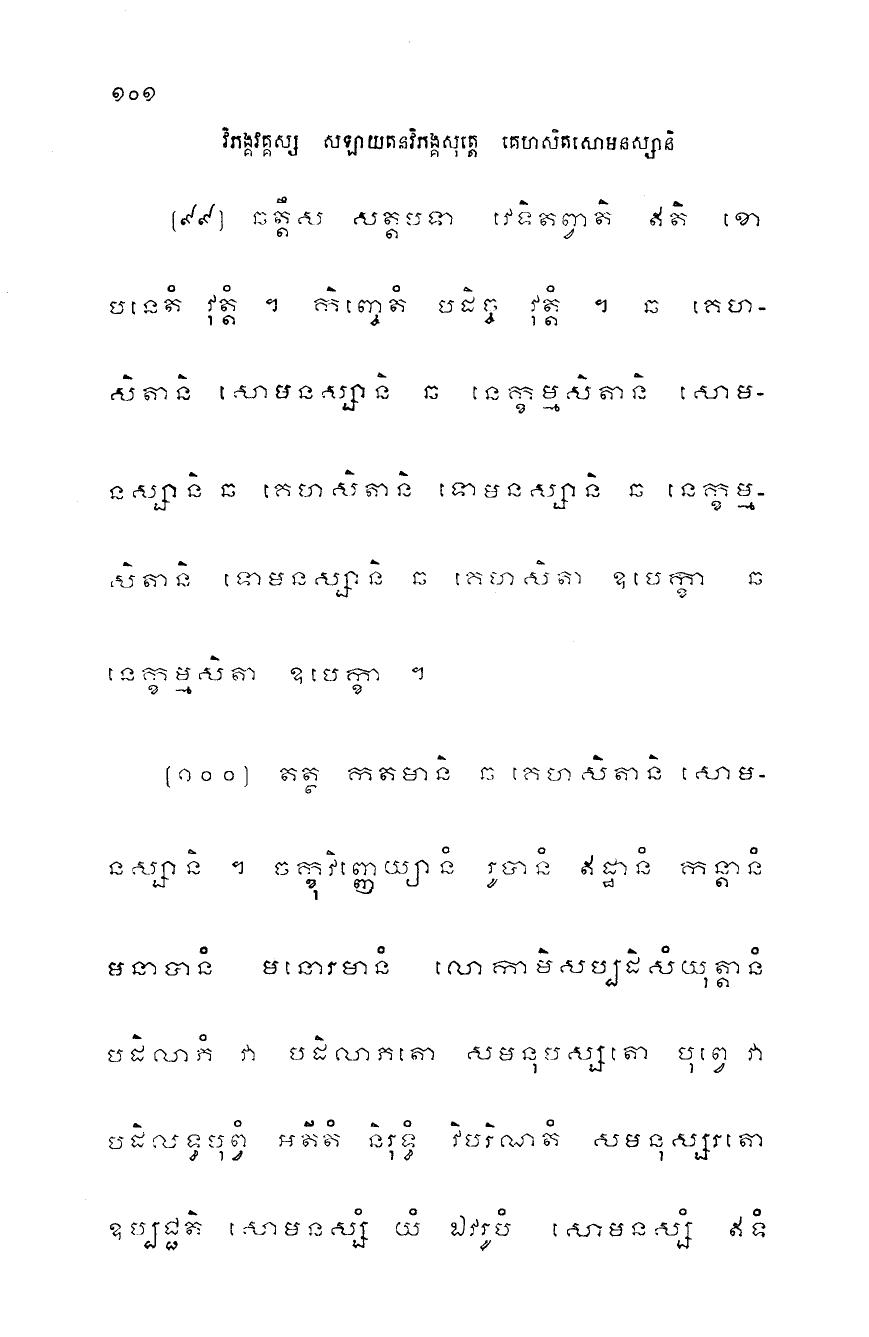 ១០១
វិភង្គវគ្គស្ស សឡាយតនវិភង្គសុត្តេ គេហសិតសោមនស្សានិ
(៩៩) ឆត្តឹស សត្តបទា វេទិតព្វាតិ ឥតិ ខោ
បនេតំ វុត្តំ ។ កិញ្ចេតំ បដិច្ច វុត្តំ ។ ឆ គេហ-
សិតានិ សោមនស្សានិ ឆ នេក្ខម្មសិតានិ សោម-
នស្សានិ ឆ គេហសិតានិ ទោមនស្សានិ ឆ នេក្ខម្ម-
សិតានិ ទោមនស្សានិ ឆ គេហសិតា ឧបេក្ខា ឆ
នេក្ខម្មសិតា ឧបេក្ខា ។
(១០០) តត្ថ កតមានិ ឆ គេហសិតានិ សោម-
នស្សានិ ។ ចក្ខុវិញ្ញេយ្យានំ រូបានំ ឥដ្ឋានំ កន្តានំ
មនាបានំ មនោរមានំ លោកាមិសប្បដិសំយុត្តានំ
បដិលាភំ វា បដិលាភតោ សមនុបស្សតោ បុព្វេ វា
បដិលទ្ធបុព្វំ អតីតំ និរុទ្ធំ វិបរិណតំ សមនុស្សរតោ
ឧប្បជ្ជតិ សោមនស្សំ យំ ឯវរូបំ សោមនស្សំ ឥទំ